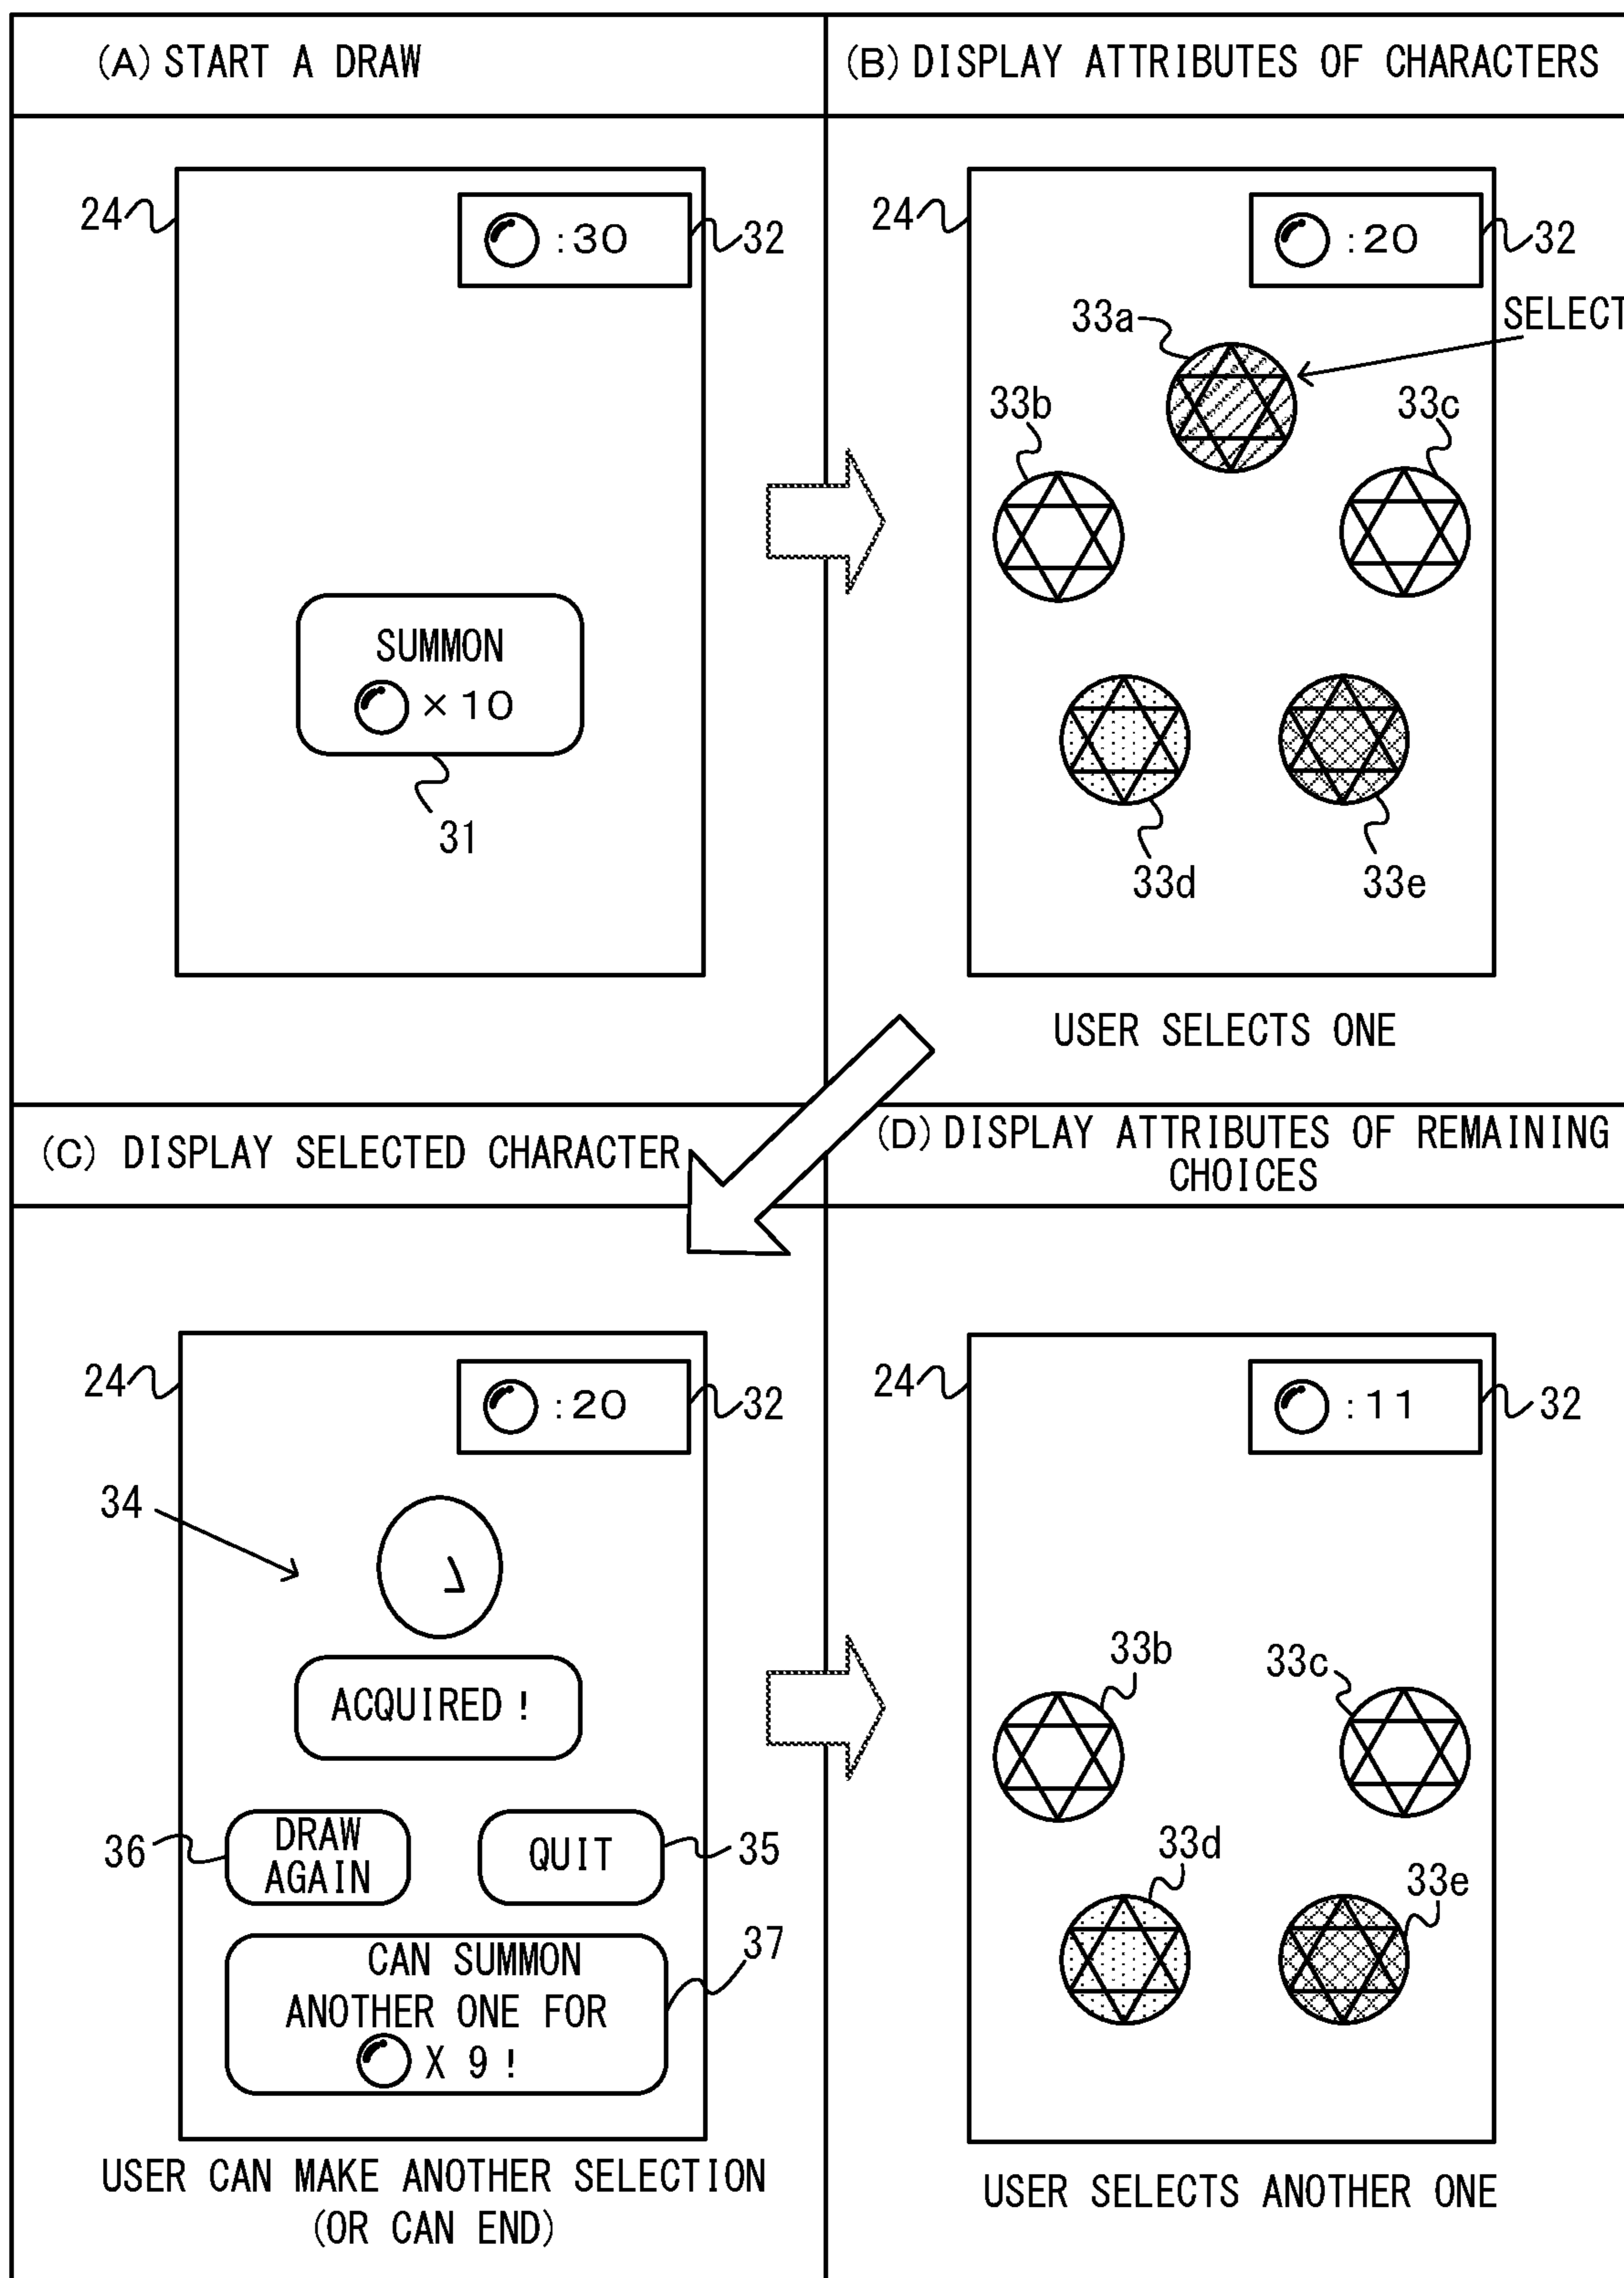 (A) START A DRAW
(B) DISPLAY ATTRIBUTES OF CHARACTERS
24
:30
32
SUMMON
×10
31
24
:20
32
SELECT
33a
33b
33c
33d
33e
USER SELECTS ONE
(C) DISPLAY SELECTED CHARACTER
(D) DISPLAY ATTRIBUTES OF REMAINING
CHOICES
24
:20
32
34
ACQUIRED!
36
DRAW
AGAIN
QUIT
35
37
CAN SUMMON
ANOTHER ONE FOR
X 9!
USER CAN MAKE ANOTHER SELECTION
(OR CAN END)
24
:11
32
33b
33c
33d
33e
USER SELECTS ANOTHER ONE